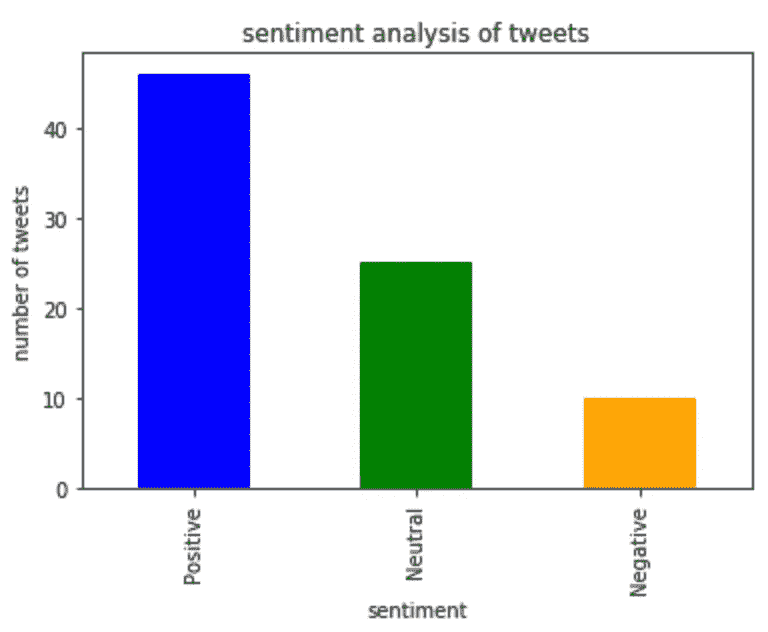 sentiment analysis of tweets
number of tweets
40
30
20
10
0
Positive
Neutral
Negative
sentiment